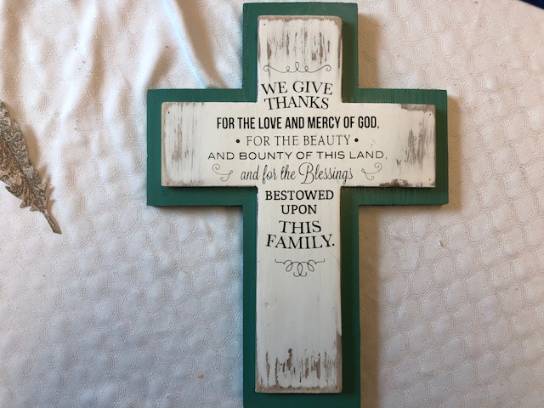 WE GIVE
THANKS
FOR THE LOVE AND MERCY OF GOD,
• FOR THE BEAUTY •
AND BOUNTY OF THIS LAND,
and for the Blessings
BESTOWED
UPON
THIS
FAMILY.